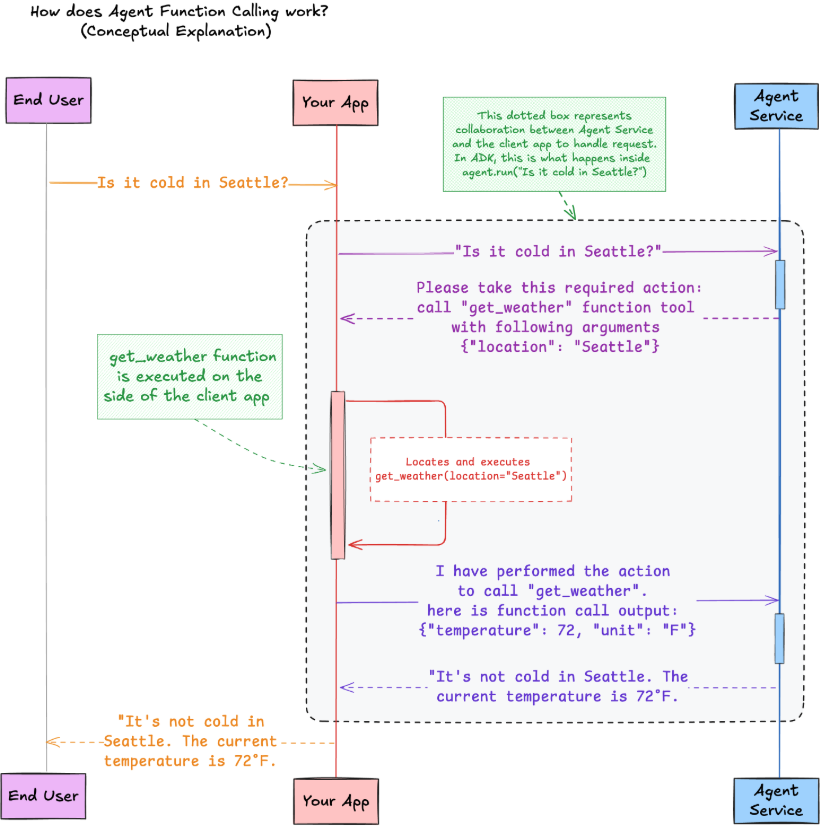 How does Agent Function Calling work?
(Conceptual Explanation)
End User
Your App
Agent
Service
This dotted box represents
collaboration between Agent Service
and the client app to handle request.
In ADK, this is what happens inside
agent.run("Is it cold in Seattle?")
Is it cold in Seattle?
"Is it cold in Seattle?"
Please take this required action:
call "get_weather" function tool
with following arguments
{"location": "Seattle"}
get_weather function
is executed on the
side of the client app
Locates and executes
get_weather(location="Seattle")
I have performed the action
to call "get_weather".
here is function call output:
{"temperature": 72, "unit": "F"}
"It's not cold in Seattle. The
current temperature is 72°F.
"It's not cold in
Seattle. The current
temperature is 72°F.
End User
Your App
Agent
Service